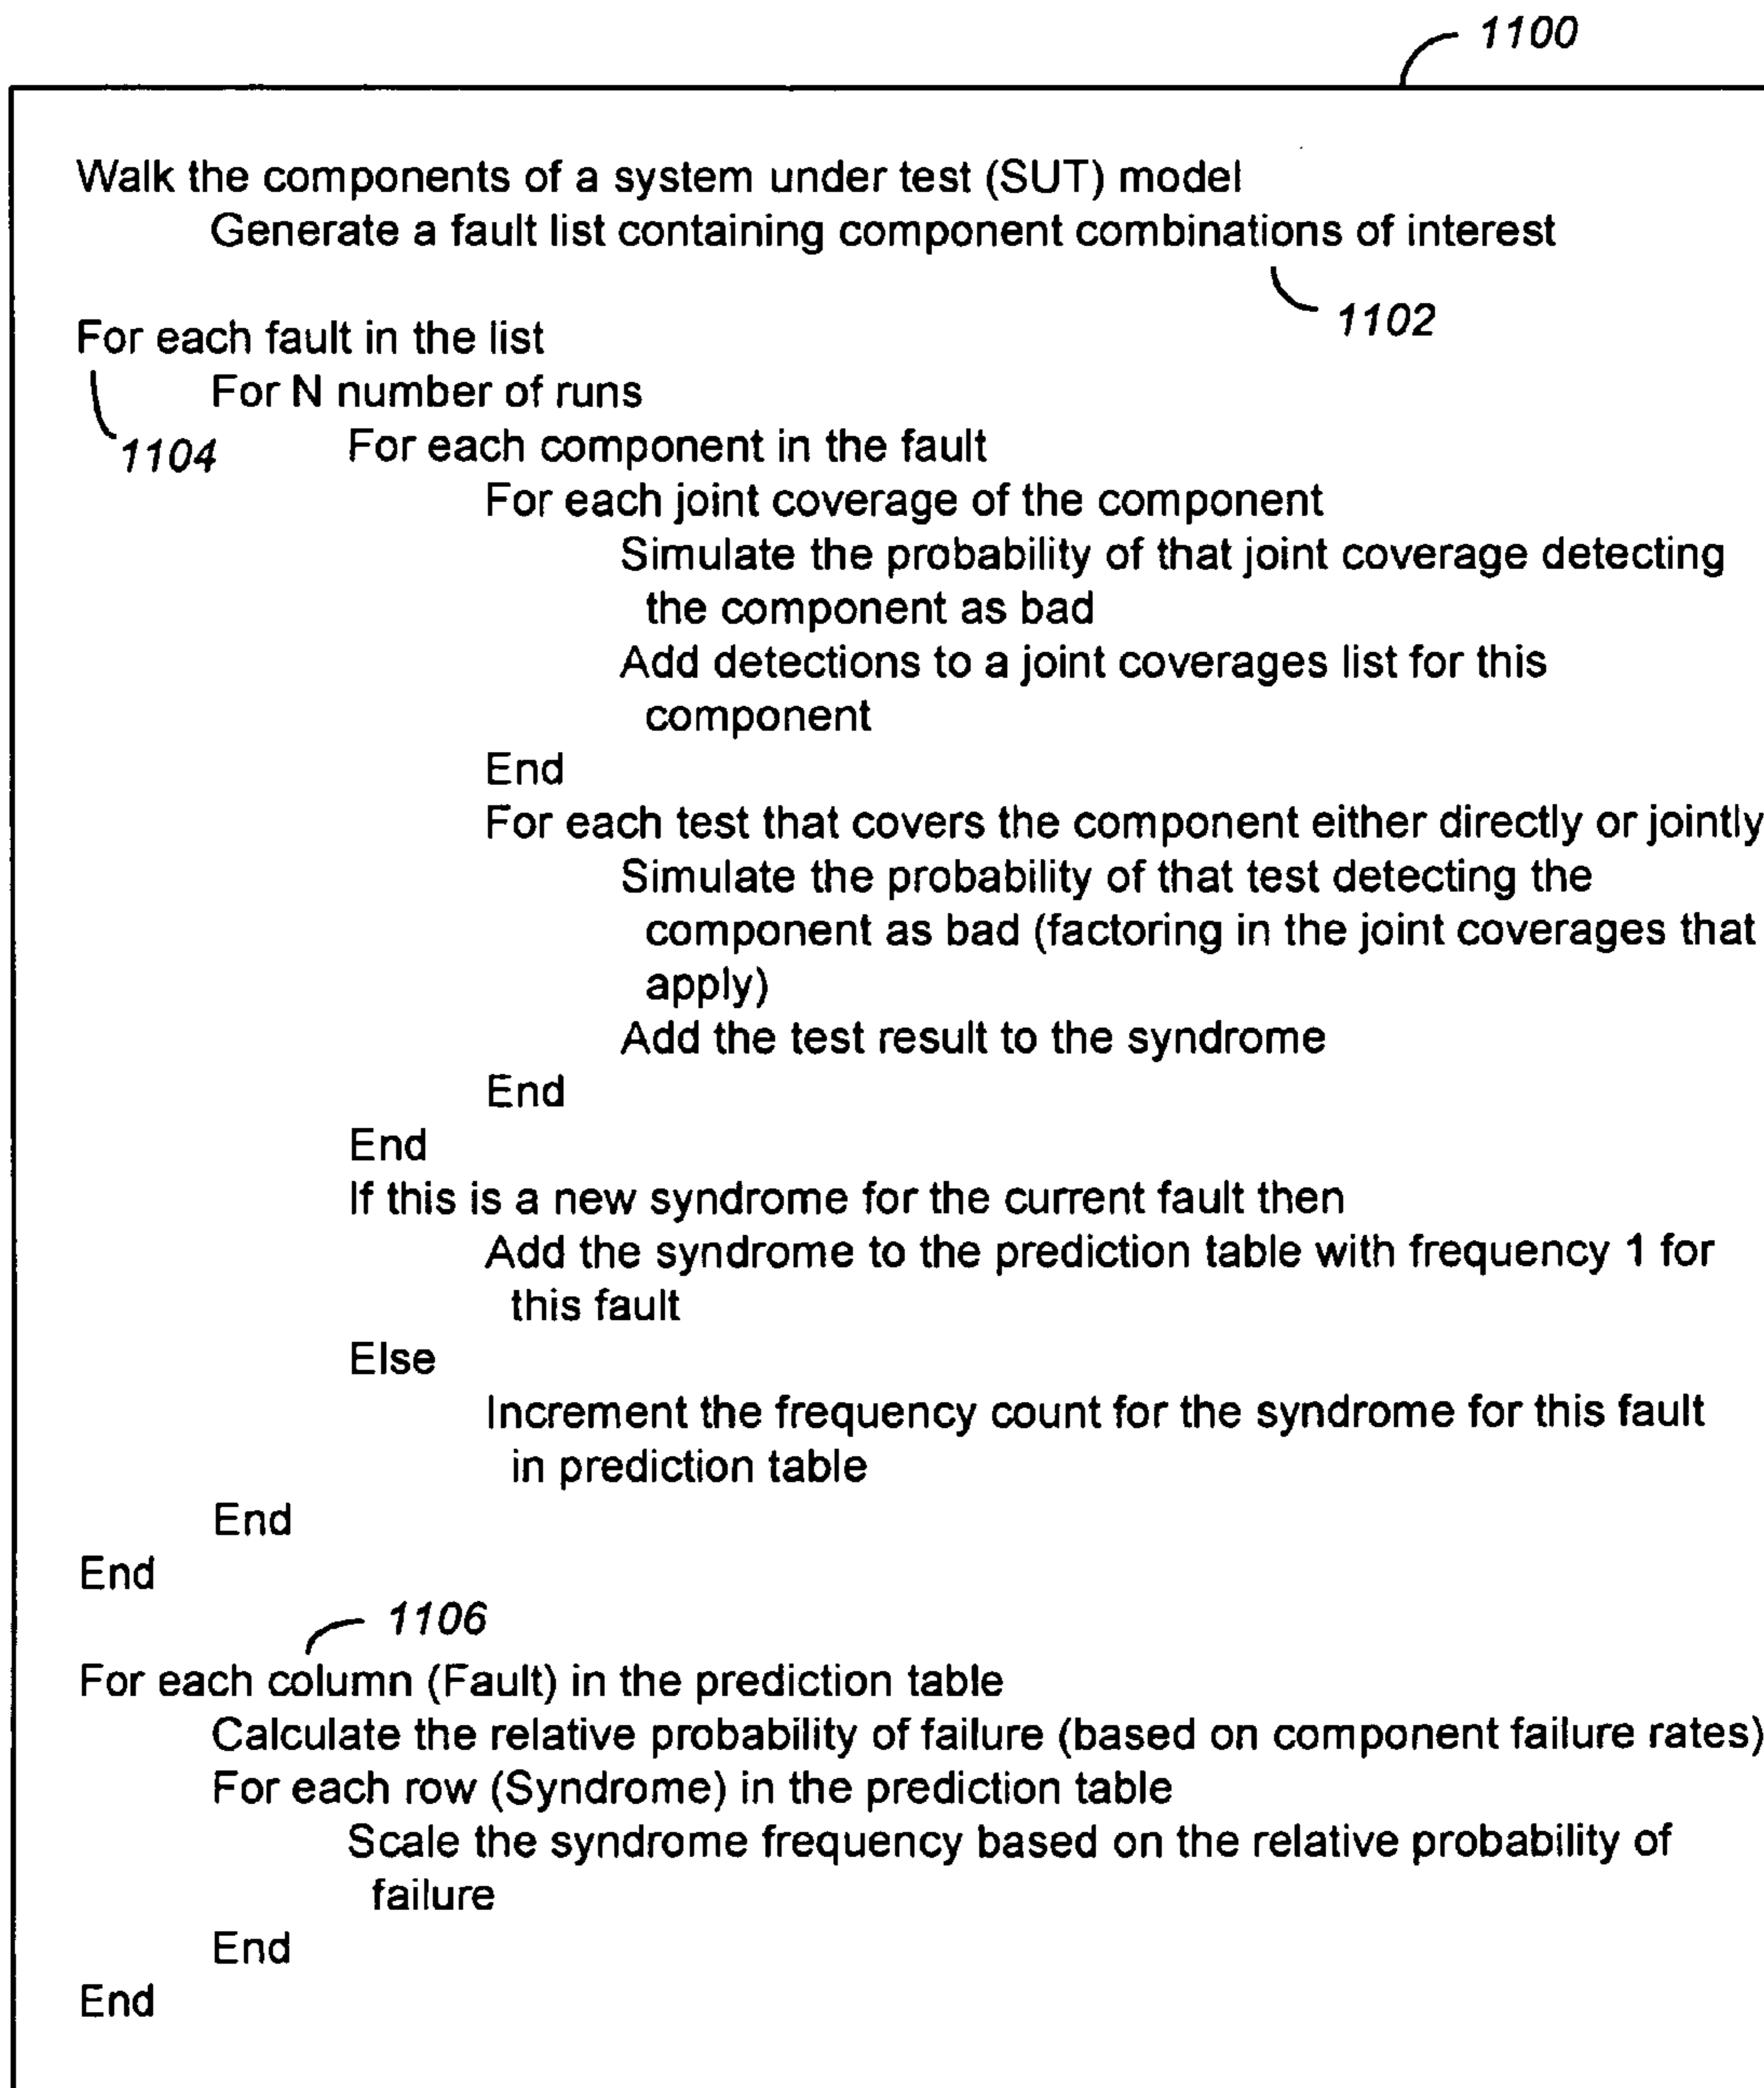 1100
Walk the components of a system under test (SUT) model
Generate a fault list containing component combinations of interest
1102
For each fault in the list
For N number of runs
1104
For each component in the fault
For each joint coverage of the component
Simulate the probability of that joint coverage detecting
the component as bad
Add detections to a joint coverages list for this
component
End
For each test that covers the component either directly or jointly
Simulate the probability of that test detecting the
component as bad (factoring in the joint coverages that
apply)
Add the test result to the syndrome
End
End
If this is a new syndrome for the current fault then
Add the syndrome to the prediction table with frequency 1 for
this fault
Else
Increment the frequency count for the syndrome for this fault
in prediction table
End
End
1106
For each column (Fault) in the prediction table
Calculate the relative probability of failure (based on component failure rates)
For each row (Syndrome) in the prediction table
Scale the syndrome frequency based on the relative probability of
failure
End
End